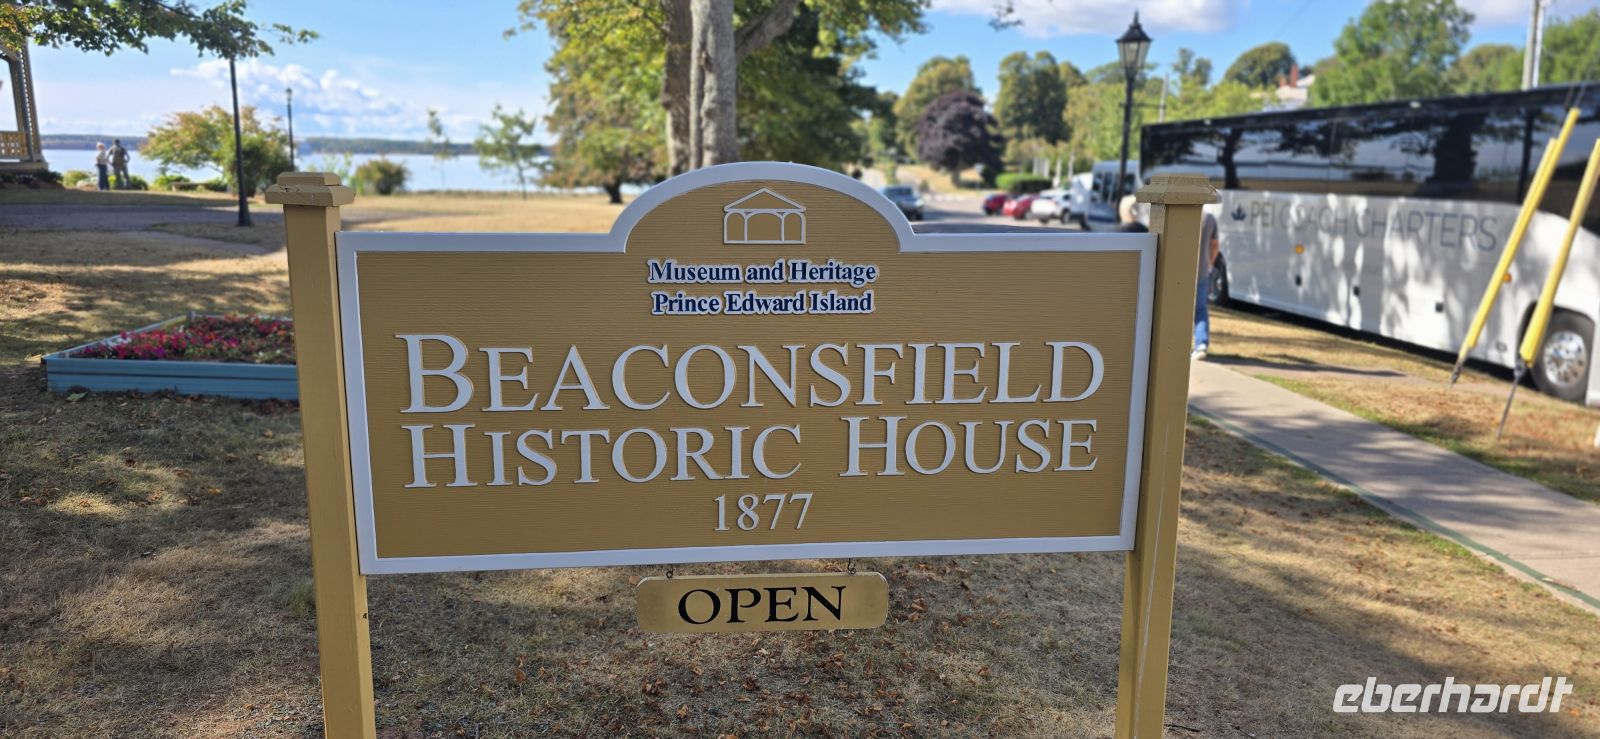 Museum and Heritage
Prince Edward Island
BEACONSFIELD
HISTORIC HOUSE
1877
OPEN
PEI COACH CHARTERS
eberhardt